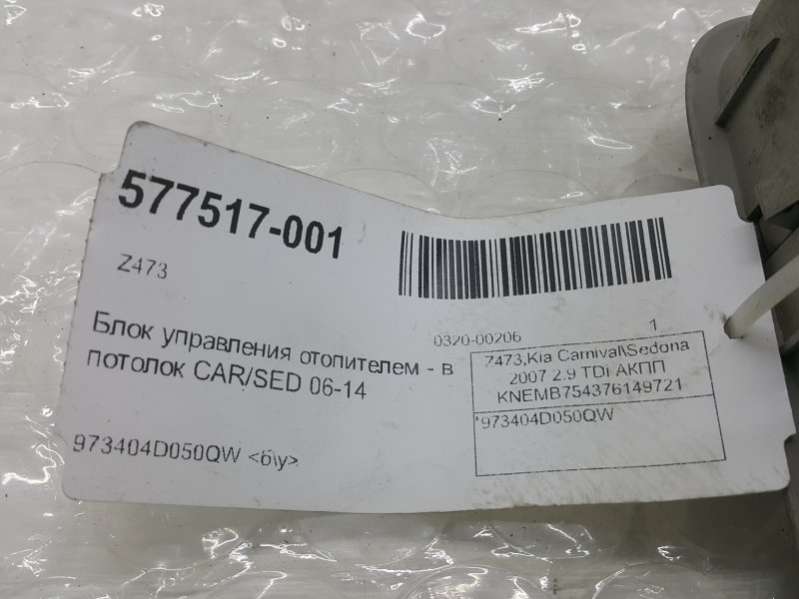 577517-001
Z473
Блок управления отопителем - в
потолок CAR/SED 06-14
973404D050QW <б\у>
0320-00206 1
Z473,Kia Carnival\Sedona
2007 2.9 TDi АКПП
KNEMB754376149721
*973404D050QW